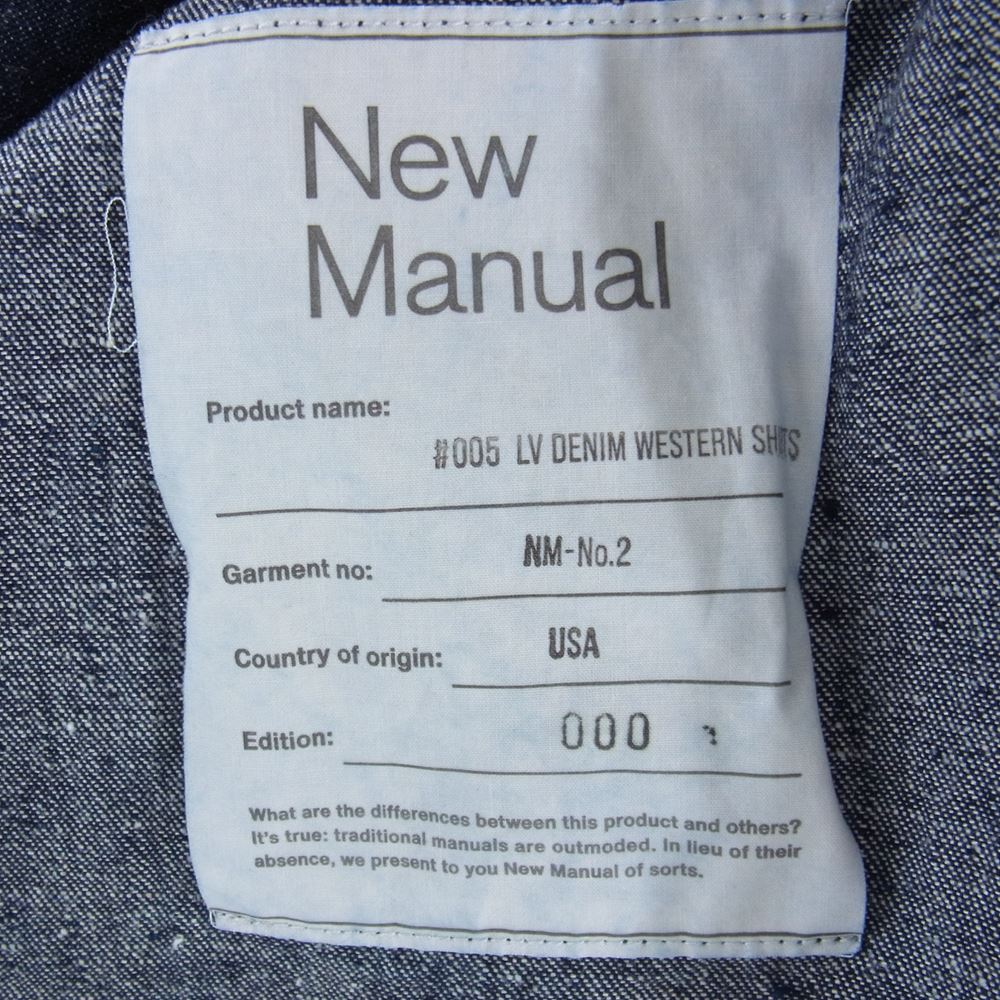 New
Manual
Product name:
#005 LV DENIM WESTERN
Garment no:
NM-No.2
Country of origin:
USA
Edition:
000
What are the differences between this product and others?
It's true: traditional manuals are outmoded. In lieu of their
absence, we present to you New Manual of sorts.